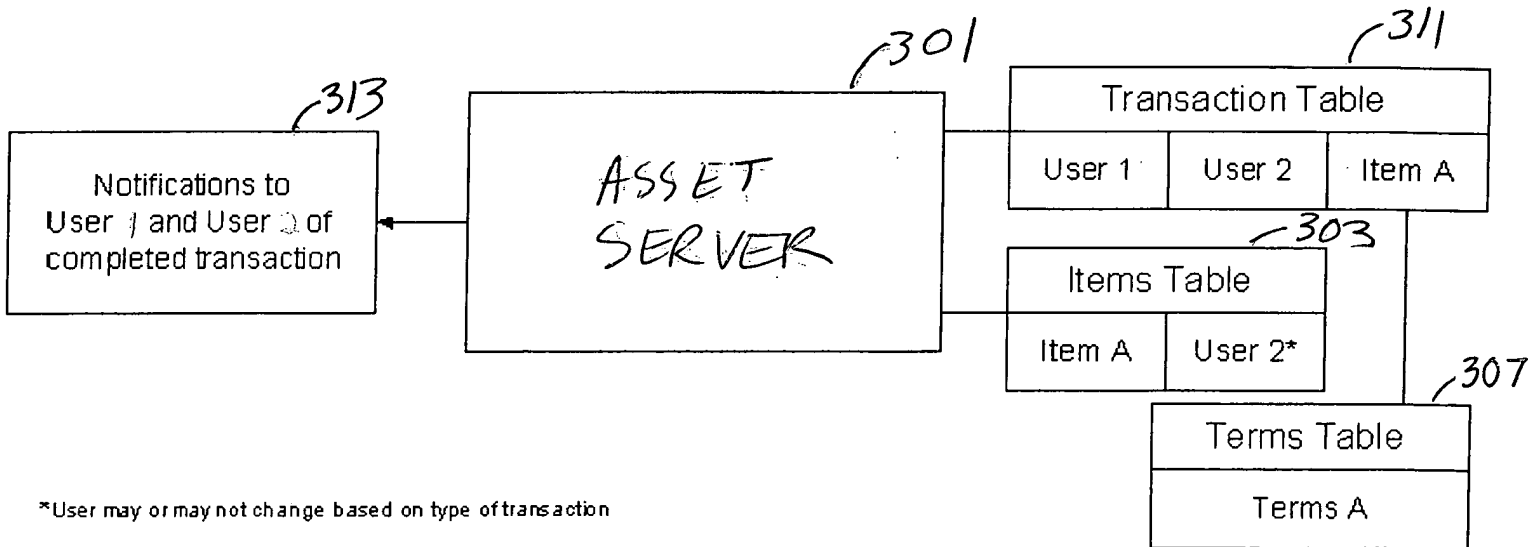 313
Notifications to
User 1 and User 2 of
completed transaction
301
ASSET
SERVER
311
Transaction Table
User 1
User 2
Item A
303
Items Table
Item A
User 2*
307
Terms Table
Terms A
*User may or may not change based on type of transaction